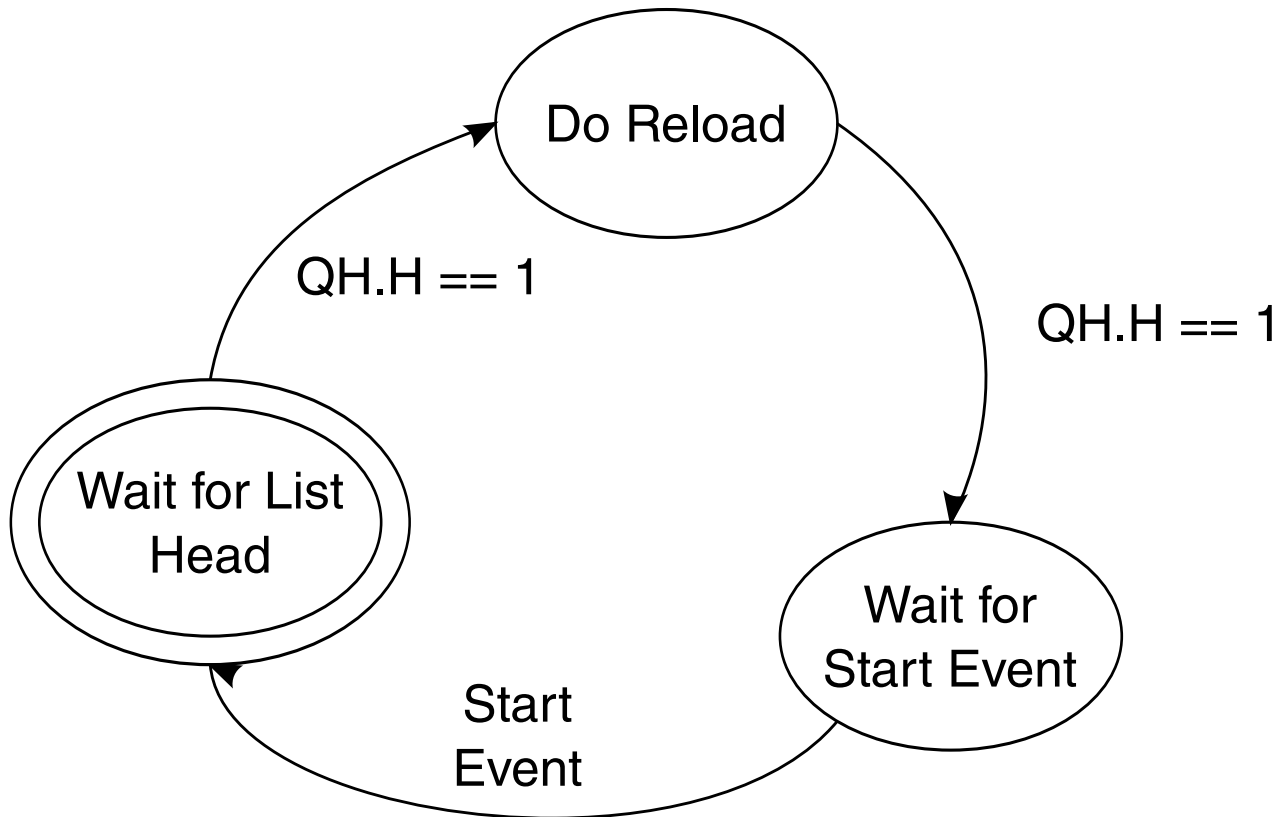 Do Reload
QH.H == 1
QH.H == 1
Wait for List
Head
Wait for
Start Event
Start
Event